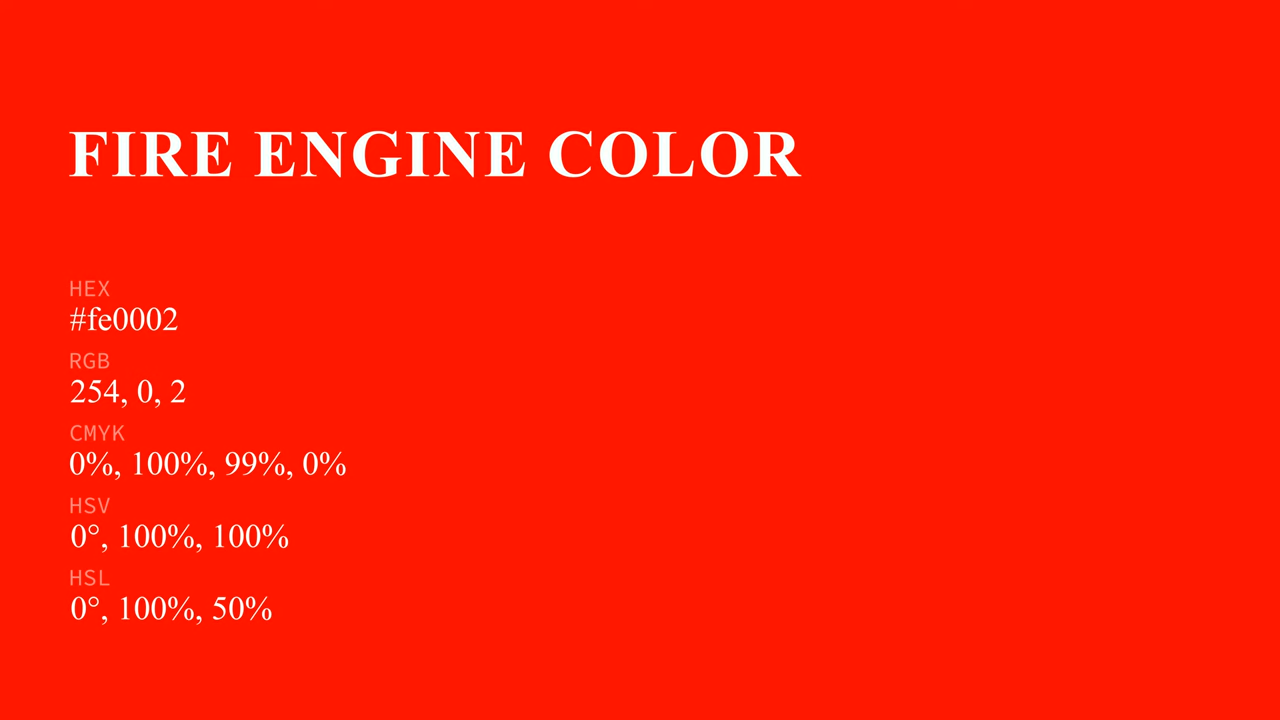 FIRE ENGINE COLOR
HEX
#fe0002
RGB
254, 0, 2
CMYK
0%, 100%, 99%, 0%
HSV
0°, 100%, 100%
HSL
0°, 100%, 50%